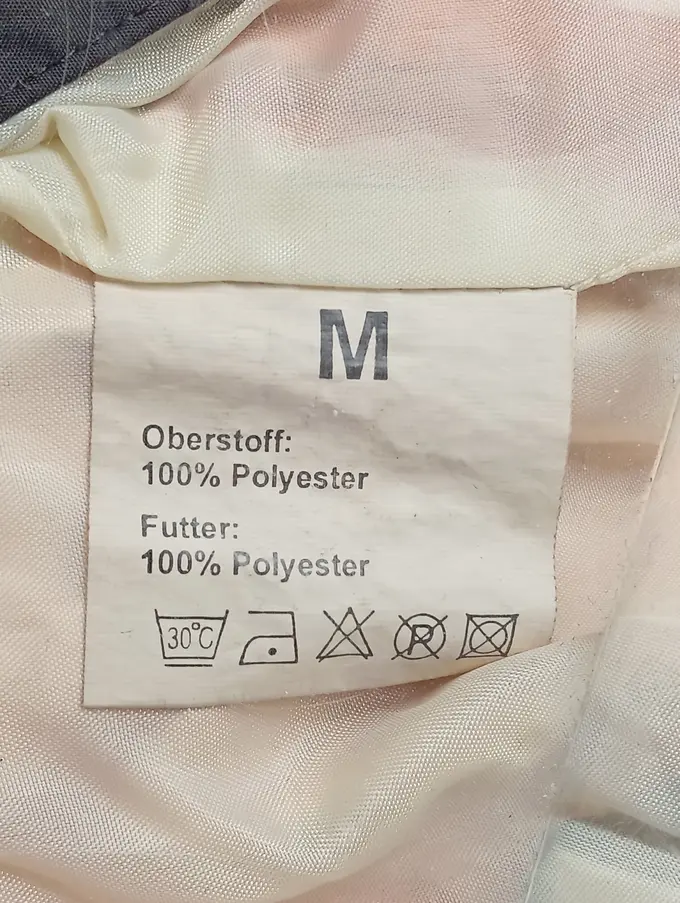 M
Oberstoff:
100% Polyester
Futter:
100% Polyester
30°C P